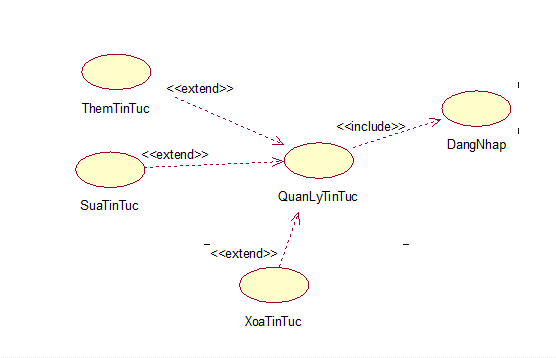 <<extend>>
ThemTinTuc
<<include>>
DangNhap
<<extend>>
SuaTinTuc
QuanLyTinTuc
<<extend>>
XoaTinTuc